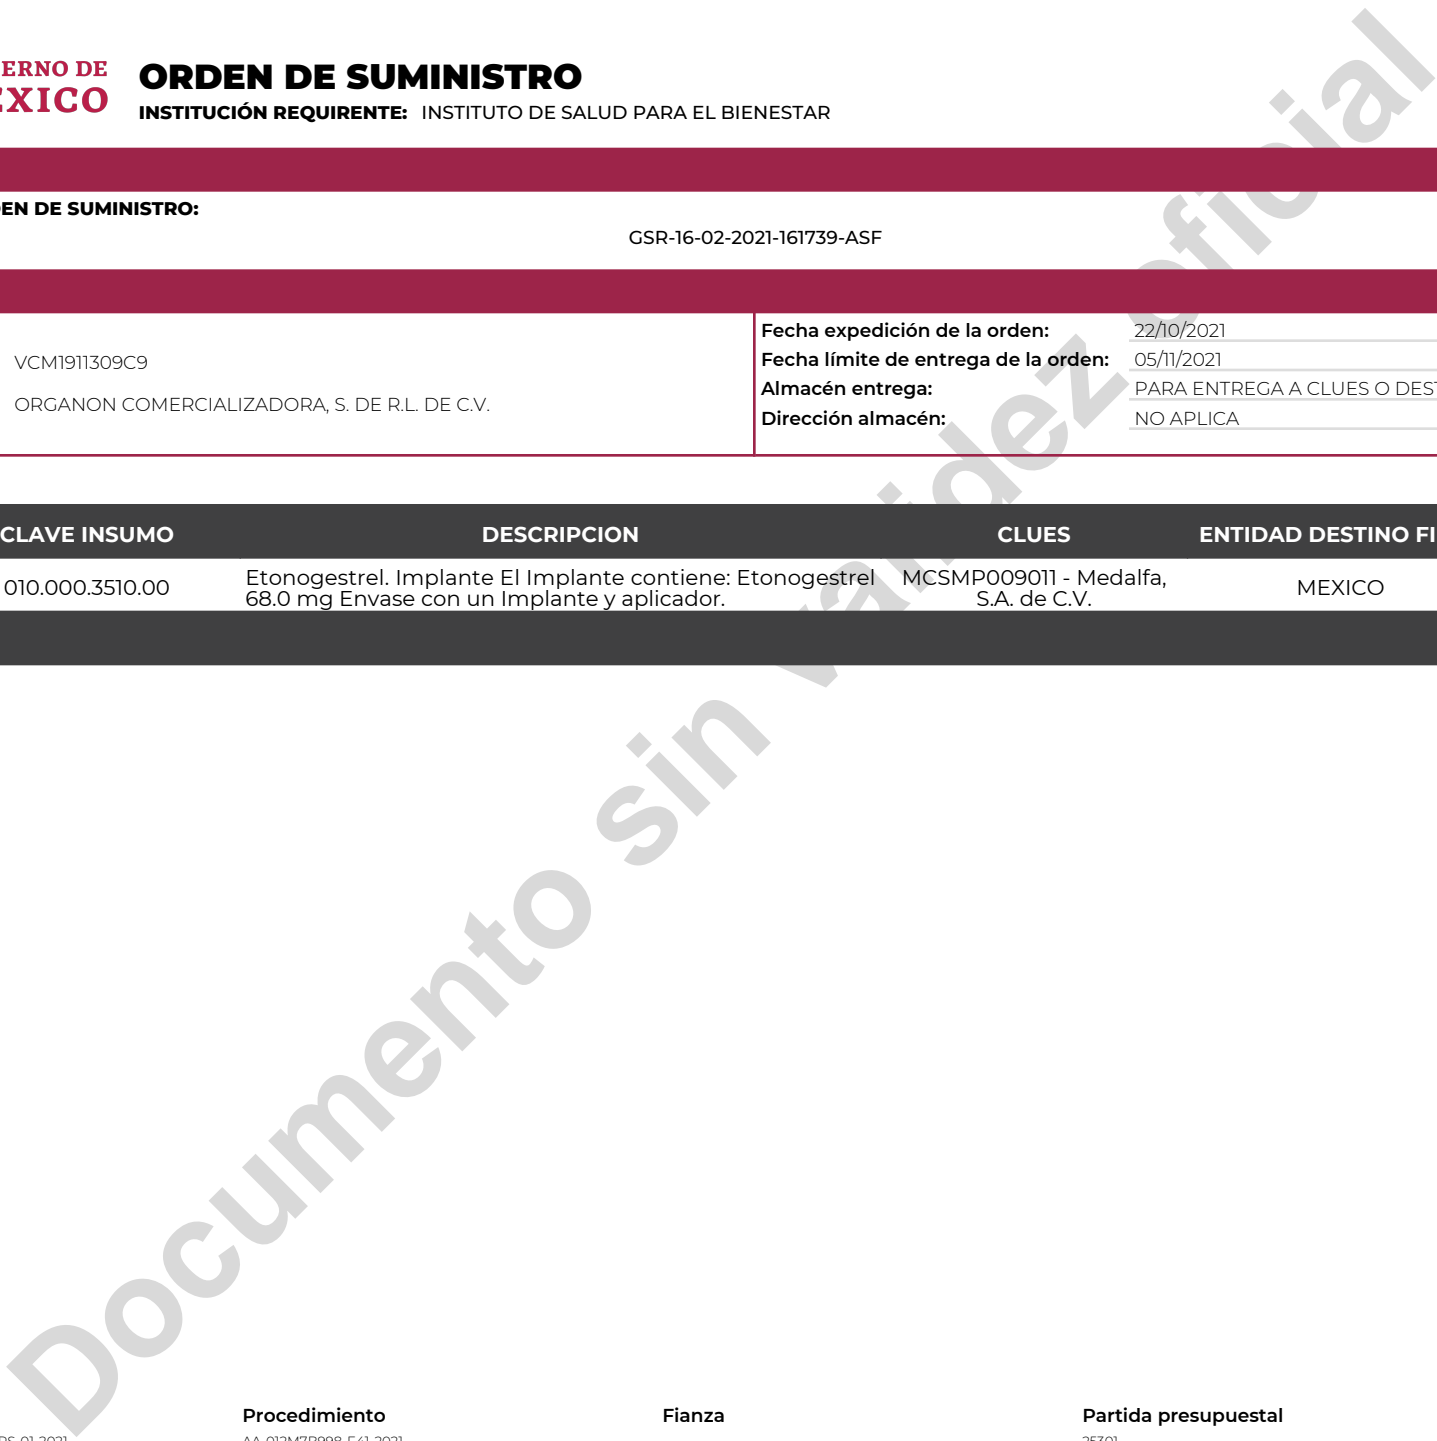 ERNO DE
ORDEN DE SUMINISTRO
XICO
INSTITUCIÓN REQUIRENTE: INSTITUTO DE SALUD PARA EL BIENESTAR
EN DE SUMINISTRO:
GSR-16-02-2021-161739-ASF
Fecha expedición de la orden: 22/10/2021
VCM1911309C9
Fecha límite de entrega de la orden: 05/11/2021
Almacén entrega: PARA ENTREGA A CLUES O DEST
ORGANON COMERCIALIZADORA, S. DE R.L. DE C.V.
Dirección almacén: NO APLICA
CLAVE INSUMO DESCRIPCION CLUES ENTIDAD DESTINO FI
010.000.3510.00
Etonogestrel. Implante El Implante contiene: Etonogestrel
68.0 mg Envase con un Implante y aplicador.
MCSMP009011 - Medalfa,
S.A. de C.V.
MEXICO
Documento sin validez oficial
Procedimiento Fianza Partida presupuestal